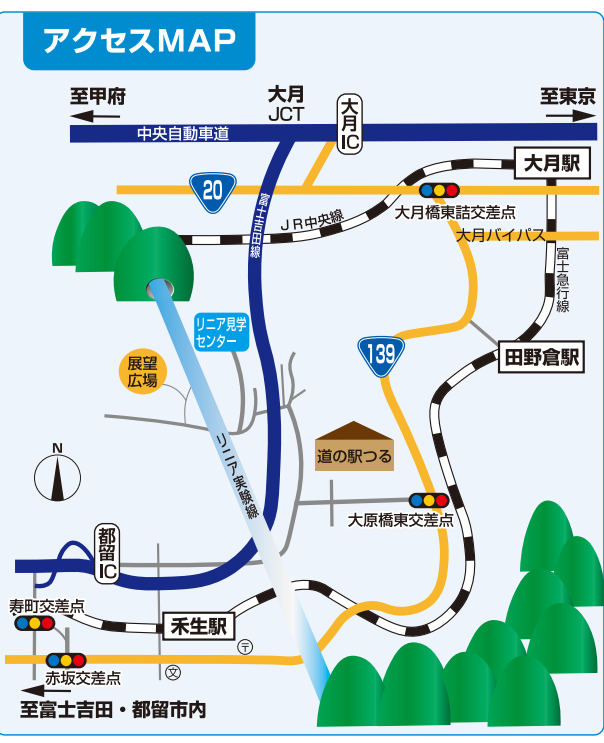 アクセスMAP
至甲府
大月
JCT
大月IC
至東京
中央自動車道
大月駅
20
大月橋東詰交差点
JR中央線
富士吉田線
大月バイパス
富士急行線
リニア見学
センター
139
田野倉駅
展望
広場
リニア実験線
道の駅つる
N
大原橋東交差点
都留IC
寿町交差点
禾生駅
〒
文
赤坂交差点
至富士吉田・都留市内